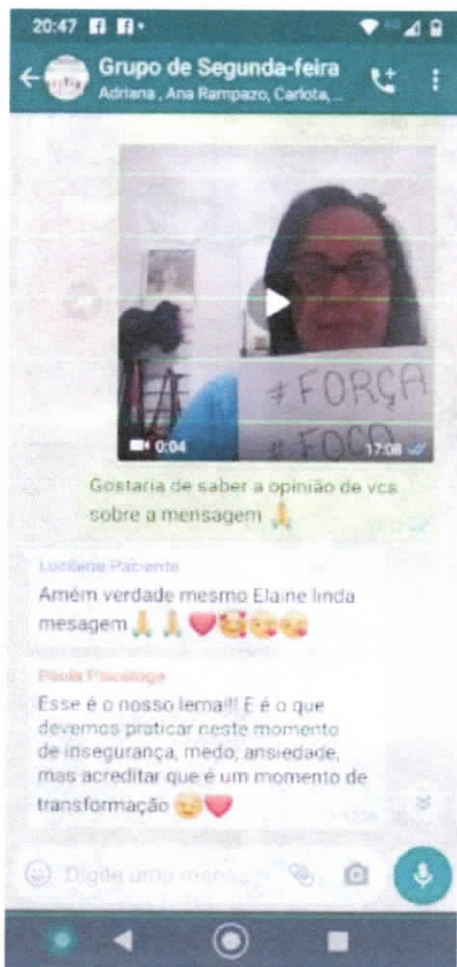 20:47
Grupo de Segunda-feira
Adriana , Ana Rampazo, Carlota,...
# FORÇA
# FOCO
0:04 17:08
Gostaria de saber a opinião de vcs
sobre a mensagem
Lucilene Paciente
Amém verdade mesmo Elaine linda
mesagem
Paula Psicologa
Esse é o nosso lema!!! E é o que
devemos praticar neste momento
de insegurança, medo, ansiedade,
mas acreditar que é um momento de
transformação
Digite uma